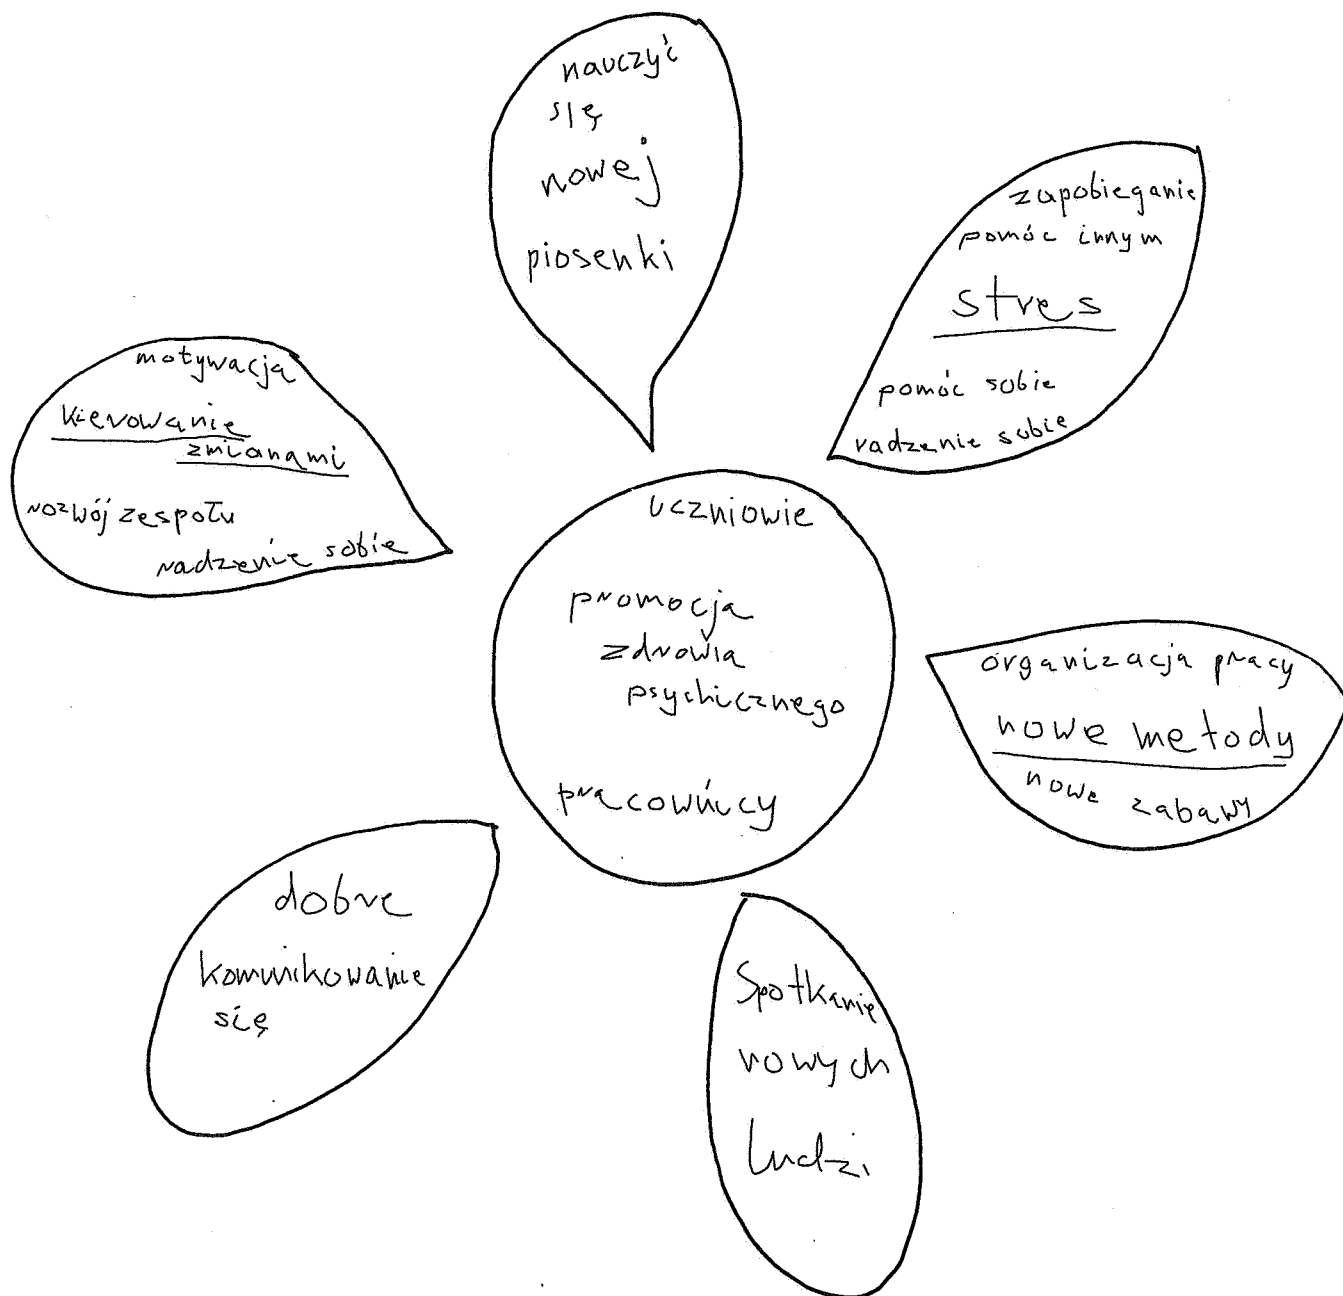 nauczyć
się
nowej
piosenki
zapobieganie
pomóc innym
stres
pomóc sobie
radzenie sobie
motywacja
kierowanie
zmianami
rozwój zespołu
radzenie sobie
uczniowie
promocja
zdrowia
psychicznego
pracownicy
organizacja pracy
nowe metody
nowe zabawy
dobre
komunikowanie
się
Spotkanie
nowych
ludzi